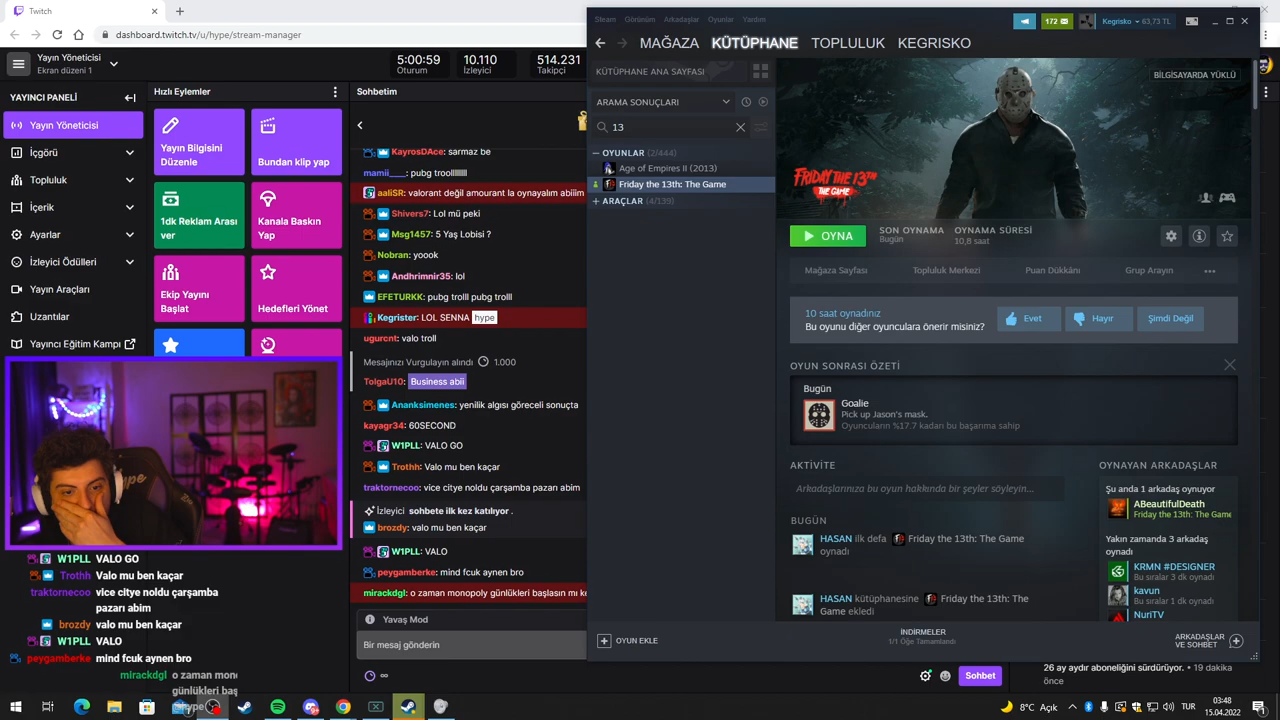 Twitch
dashboard.twitch.tv/u/hype/stream-manager
Yayın Yöneticisi
Ekran düzeni 1
5:00:59
Oturum
10.110
İzleyici
514.231
Takipçi
YAYINCI PANELİ
Yayın Yöneticisi
İçgörü
Topluluk
İçerik
Ayarlar
İzleyici Ödülleri
Yayın Araçları
Uzantılar
Yayıncı Eğitim Kampı
Hızlı Eylemler
Yayın Bilgisini
Düzenle
Bundan klip yap
1dk Reklam Arası
ver
Kanala Baskın
Yap
Ekip Yayını
Başlat
Hedefleri Yönet
Sohbetim
KayrosDAce: sarmaz be
mamii____: pubg trollllllll
aaliSR: valorant değil amourant la oynayalım abiiim
Shivers7: Lol mü peki
Msg1457: 5 Yaş Lobisi ?
Nobran: yoook
Andhrimnir35: lol
EFETURKK: pubg trolll pubg trolll
Kegrister: LOL SENNA hype
ugurcnt: valo troll
Mesajınızı Vurgulayın alındı 1.000
TolgaU10: Business abii
Ananksimenes: yenilik algısı göreceli sonuçta
kayagr34: 60SECOND
W1PLL: VALO GO
Trothh: Valo mu ben kaçar
traktornecoo: vice citye noldu çarşamba pazarı abim
İzleyici sohbete ilk kez katılıyor .
brozdy: valo mu ben kaçar
W1PLL: VALO
peygamberke: mind fcuk aynen bro
mirackdgl: o zaman monopoly günlükleri başlasın mı
Yavaş Mod
Bir mesaj gönderin
Sohbet
W1PLL VALO GO
Trothh Valo mu ben kaçar
traktornecoo vice citye noldu çarşamba
pazarı abim
brozdy valo mu ben kaçar
W1PLL VALO
peygamberke mind fcuk aynen bro
mirackdgl o zaman
günlükleri
Steam
Görünüm
Arkadaşlar
Oyunlar
Yardım
172
Kegrisko
63,73 TL
MAĞAZA
KÜTÜPHANE
TOPLULUK
KEGRISKO
KÜTÜPHANE ANA SAYFASI
ARAMA SONUÇLARI
13
OYUNLAR (2/444)
Age of Empires II (2013)
Friday the 13th: The Game
ARAÇLAR (4/139)
BİLGİSAYARDA YÜKLÜ
FRIDAY THE 13TH
THE GAME
OYNA
SON OYNAMA
Bugün
OYNAMA SÜRESİ
10,8 saat
Mağaza Sayfası
Topluluk Merkezi
Puan Dükkânı
Grup Arayın
10 saat oynadınız
Bu oyunu diğer oyunculara önerir misiniz?
Evet
Hayır
Şimdi Değil
OYUN SONRASI ÖZETİ
Bugün
Goalie
Pick up Jason's mask.
Oyuncuların %17.7 kadarı bu başarıma sahip
AKTİVİTE
Arkadaşlarınıza bu oyun hakkında bir şeyler söyleyin...
BUGÜN
HASAN ilk defa Friday the 13th: The Game
oynadı
HASAN kütüphanesine Friday the 13th: The
Game ekledi
OYNAYAN ARKADAŞLAR
Şu anda 1 arkadaş oynuyor
ABeautifulDeath
Friday the 13th: The Game
Yakın zamanda 3 arkadaş
oynadı
KRMN #DESIGNER
Bu sıralar 3 dk oynadı
kavun
Bu sıralar 1 dk oynadı
NuriTV
OYUN EKLE
İNDİRMELER
1/1 Öğe Tamamlandı
ARKADAŞLAR
VE SOHBET
26 ay aydır aboneliğini sürdürüyor. • 19 dakika
önce
8°C Açık
TUR
03:48
15.04.2022